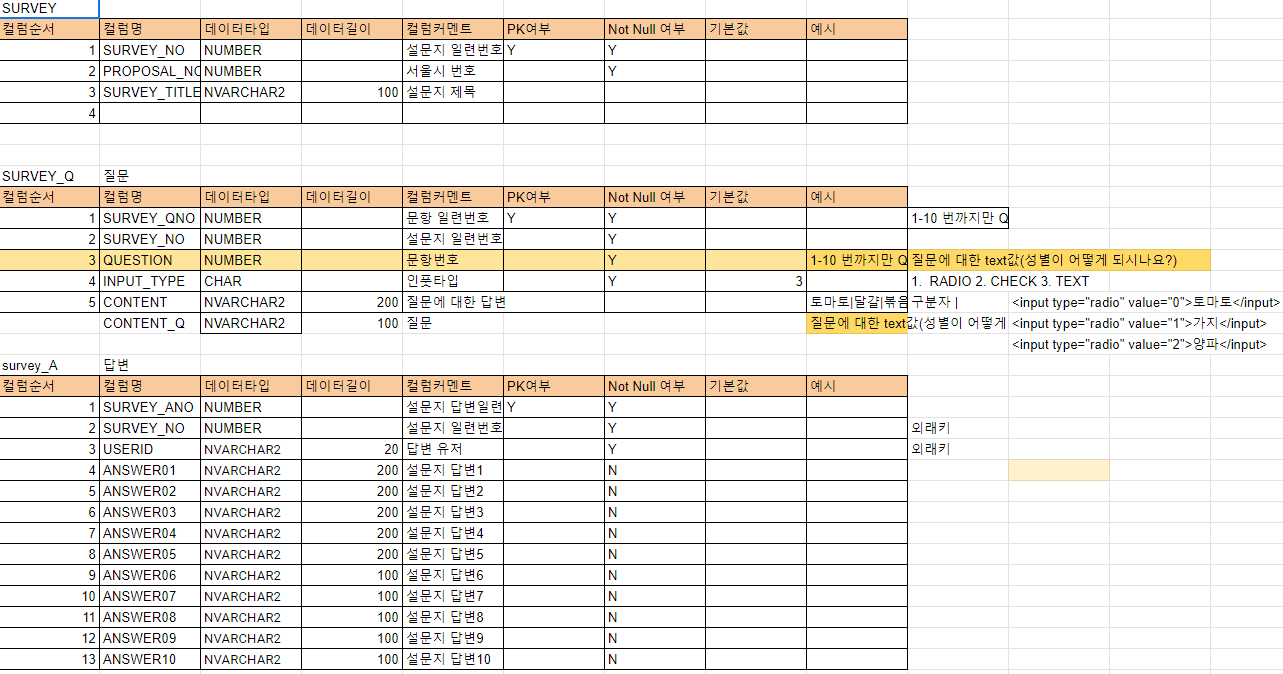 SURVEY
컬럼순서 컬럼명 데이터타입 데이터길이 컬럼커멘트 PK여부 Not Null 여부 기본값 예시
1 SURVEY_NO NUMBER 설문지 일련번호 Y Y
2 PROPOSAL_NO NUMBER 서울시 번호 Y
3 SURVEY_TITLE NVARCHAR2 100 설문지 제목
4
SURVEY_Q 질문
컬럼순서 컬럼명 데이터타입 데이터길이 컬럼커멘트 PK여부 Not Null 여부 기본값 예시
1 SURVEY_QNO NUMBER 문항 일련번호 Y Y 1-10 번까지만 Q
2 SURVEY_NO NUMBER 설문지 일련번호 Y
3 QUESTION NUMBER 문항번호 Y 1-10 번까지만 Q 질문에 대한 text값(성별이 어떻게 되시나요?)
4 INPUT_TYPE CHAR 인풋타입 Y 3 1. RADIO 2. CHECK 3. TEXT
5 CONTENT NVARCHAR2 200 질문에 대한 답변 토마토|달걀|볶음 구분자 | <input type="radio" value="0">토마토</input>
CONTENT_Q NVARCHAR2 100 질문 질문에 대한 text값(성별이 어떻게 <input type="radio" value="1">가지</input>
<input type="radio" value="2">양파</input>
survey_A 답변
컬럼순서 컬럼명 데이터타입 데이터길이 컬럼커멘트 PK여부 Not Null 여부 기본값 예시
1 SURVEY_ANO NUMBER 설문지 답변일련 Y Y
2 SURVEY_NO NUMBER 설문지 일련번호 Y 외래키
3 USERID NVARCHAR2 20 답변 유저 Y 외래키
4 ANSWER01 NVARCHAR2 200 설문지 답변1 N
5 ANSWER02 NVARCHAR2 200 설문지 답변2 N
6 ANSWER03 NVARCHAR2 200 설문지 답변3 N
7 ANSWER04 NVARCHAR2 200 설문지 답변4 N
8 ANSWER05 NVARCHAR2 200 설문지 답변5 N
9 ANSWER06 NVARCHAR2 100 설문지 답변6 N
10 ANSWER07 NVARCHAR2 100 설문지 답변7 N
11 ANSWER08 NVARCHAR2 100 설문지 답변8 N
12 ANSWER09 NVARCHAR2 100 설문지 답변9 N
13 ANSWER10 NVARCHAR2 100 설문지 답변10 N